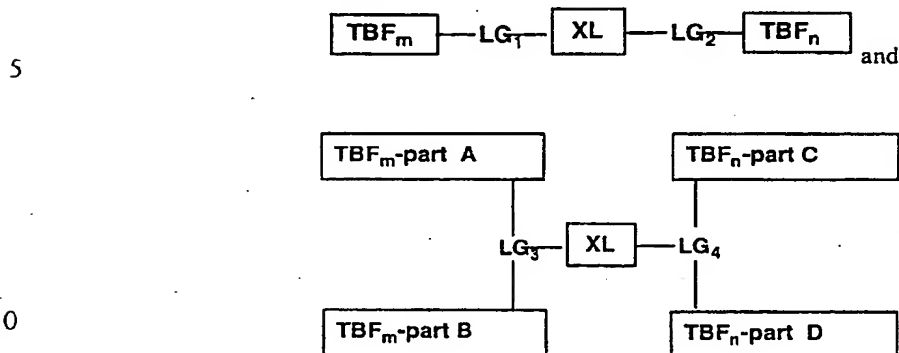 TBFm LG1 XL LG2 TBFn and
5
TBFm-part A TBFn-part C
LG3 XL LG4
0
TBFm-part B TBFn-part D